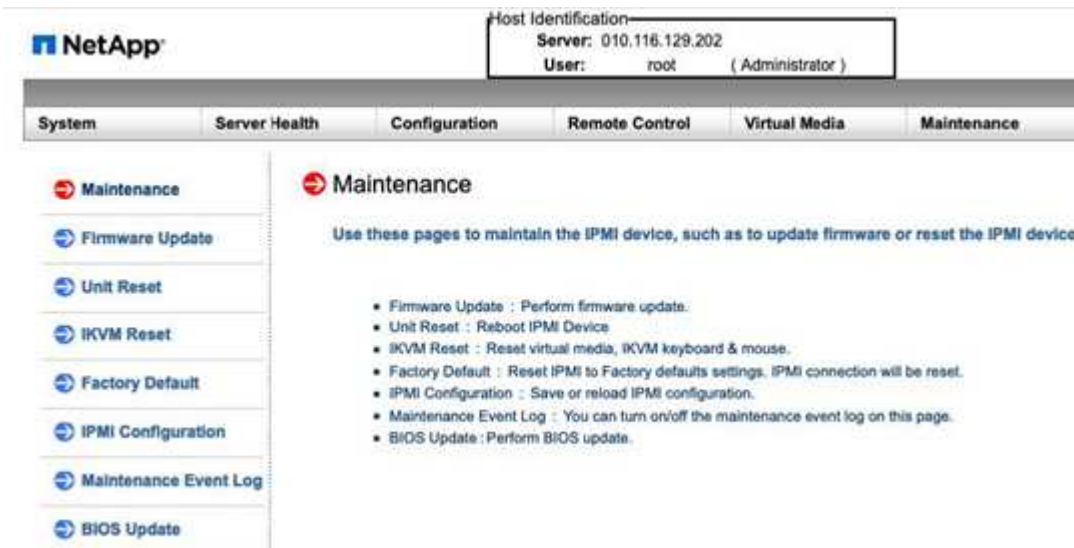 Host Identification
NetApp
Server: 010.116.129.202
User: root ( Administrator )
System Server Health Configuration Remote Control Virtual Media Maintenance
Maintenance
Firmware Update
Unit Reset
IKVM Reset
Factory Default
IPMI Configuration
Maintenance Event Log
BIOS Update
Maintenance
Use these pages to maintain the IPMI device, such as to update firmware or reset the IPMI device
• Firmware Update : Perform firmware update.
• Unit Reset : Reboot IPMI Device
• IKVM Reset : Reset virtual media, IKVM keyboard & mouse.
• Factory Default : Reset IPMI to Factory defaults settings. IPMI connection will be reset.
• IPMI Configuration : Save or reload IPMI configuration.
• Maintenance Event Log : You can turn on/off the maintenance event log on this page.
• BIOS Update : Perform BIOS update.